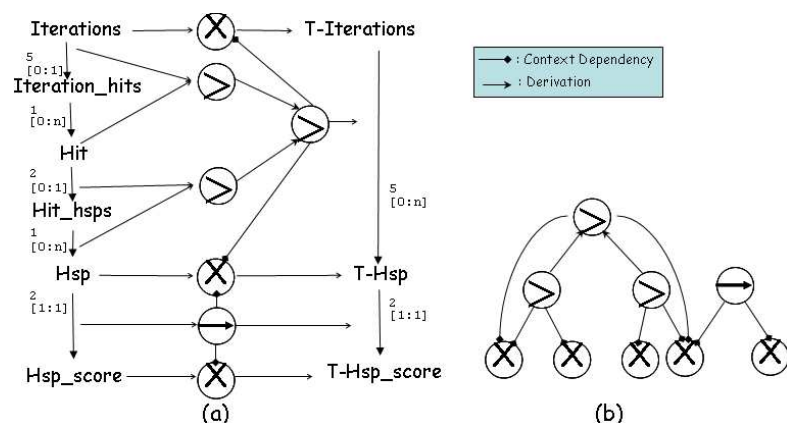 Iterations
X
T-Iterations
5
[0:1]
Iteration_hits
>
1
[0:n]
Hit
>
2
[0:1]
Hit_hsps
>
1
[0:n]
5
[0:n]
Hsp
X
T-Hsp
2
[1:1]
2
[1:1]
Hsp_score
X
T-Hsp_score
(a)
: Context Dependency
: Derivation
>
>
>
X
X
X
X
X
(b)